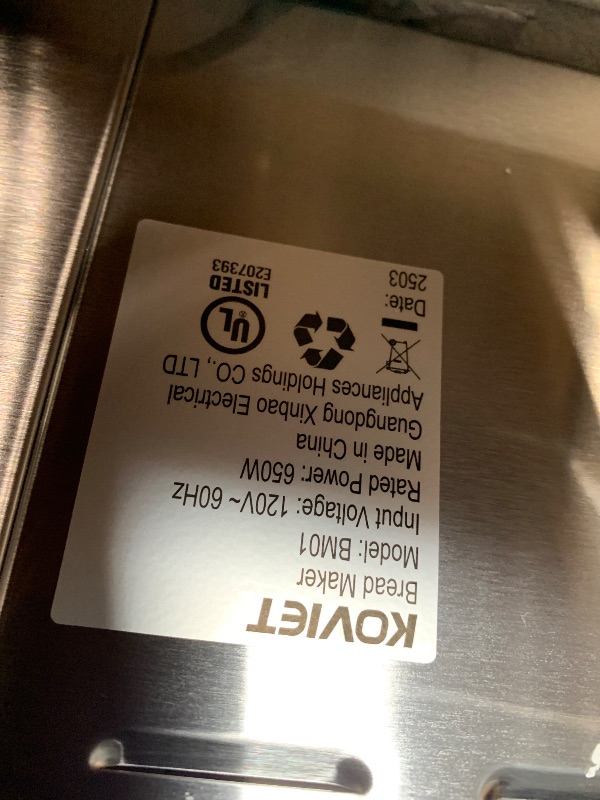 KOVIET
Bread Maker
Model: BM01
Input Voltage: 120V~ 60Hz
Rated Power: 650W
Made in China
Guangdong Xinbao Electrical
Appliances Holdings CO., LTD
UL®
LISTED
E207393
Date:
2503